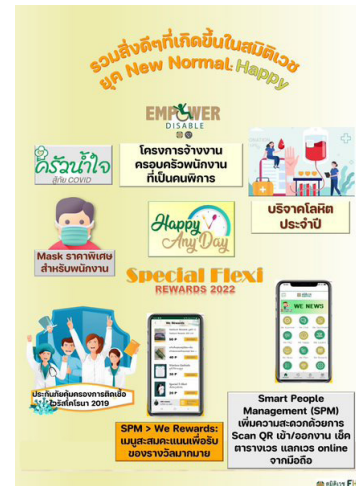 รวมสิ่งดีๆที่เกิดขึ้นในสมิติเวช
ยุค New Normal: Happy
EMPOWER
DISABLE
ครัวน้ำใจ
สู้ภัย COVID
โครงการจ้างงาน
ครอบครัวพนักงาน
ที่เป็นคนพิการ
บริจาคโลหิต
ประจำปี
Happy
Any Day
Mask ราคาพิเศษ
สำหรับพนักงาน
Special Flexi
REWARDS 2022
We Rewards
WE NEWS
ประกันภัยคุ้มครองการติดเชื้อ
ไวรัสโคโรนา 2019
SPM > We Rewards:
เมนูสะสมคะแนนเพื่อรับ
ของรางวัลมากมาย
Smart People
Management (SPM)
เพิ่มความสะดวกด้วยการ
Scan QR เข้า/ออกงาน เช็ค
ตารางเวร แลกเวร online
จากมือถือ